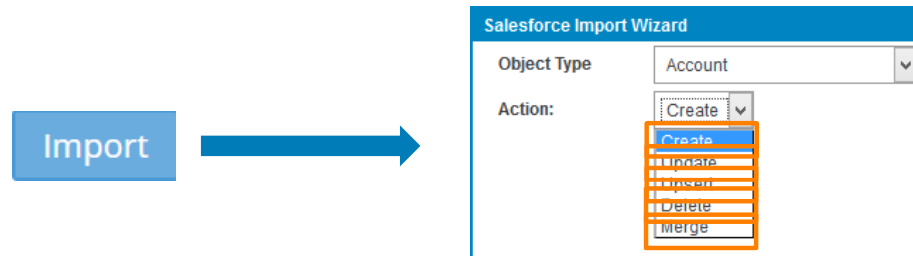 Import
Salesforce Import Wizard
Object Type
Account
Action:
Create
Create
Update
Upsert
Delete
Merge